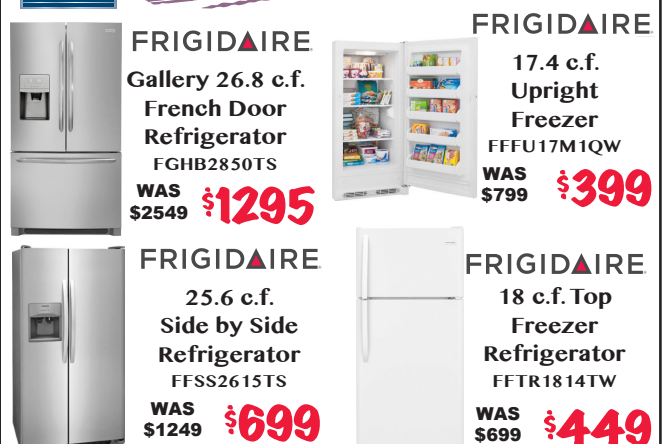 FRIGIDAIRE
Gallery 26.8 c.f.
French Door
Refrigerator
FGHB2850TS
WAS
$2549
$1295
FRIGIDAIRE
17.4 c.f.
Upright
Freezer
FFFU17M1QW
WAS
$799
$399
FRIGIDAIRE
25.6 c.f.
Side by Side
Refrigerator
FFSS2615TS
WAS
$1249
$699
FRIGIDAIRE
18 c.f. Top
Freezer
Refrigerator
FFTR1814TW
WAS
$699
$449